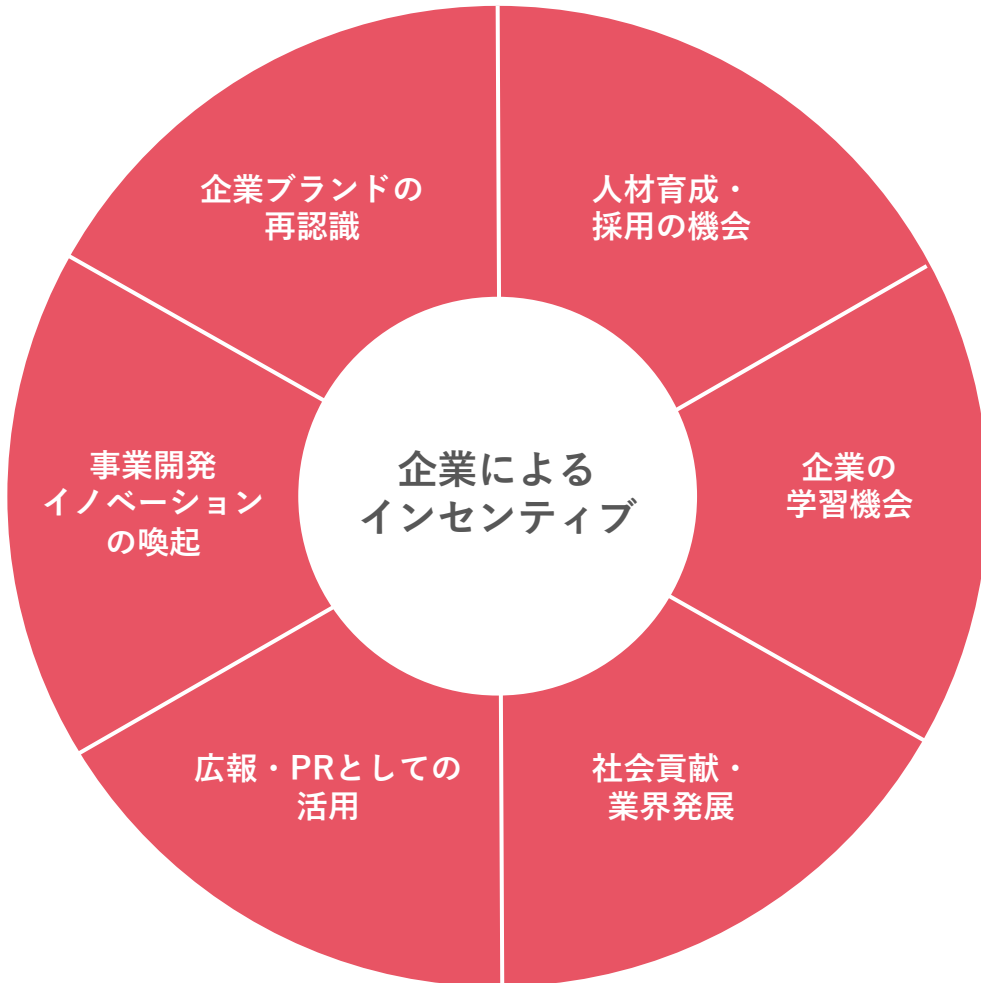 企業ブランドの
再認識
人材育成・
採用の機会
事業開発
イノベーション
の喚起
企業による
インセンティブ
企業の
学習機会
広報・PRとしての
活用
社会貢献・
業界発展